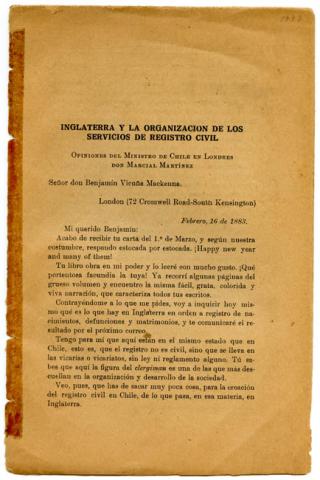 INGLATERRA Y LA ORGANIZACION DE LOS
SERVICIOS DE REGISTRO CIVIL
OPINIONES DEL MINISTRO DE CHILE EN LONDRES
DON MARCIAL MARTÍNEZ
Señor don Benjamín Vicuña Mackenna.
London (72 Cromwell Road-South Kensington)
Febrero, 16 de 1883.
Mi querido Benjamín:
Acabo de recibir tu carta del 1.º de Marzo, y según nuestra
costumbre, respondo estocada por estocada. ¡Happy new year
and many of them!
Tu libro obra en mi poder y lo leeré con mucho gusto. ¡Qué
portentosa facundia la tuya! Ya recorrí algunas páginas del
grueso volumen y encuentro la misma fácil, grata, colorida y
viva narración, que caracteriza todos tus escritos.
Contrayéndome a lo que me pides, voy a inquirir hoy mis-
mo qué es lo que hay en Inglaterra en orden a registro de na-
cimientos, defunciones y matrimonios, y te comunicaré el re-
sultado por el próximo correo.
Tengo para mí que aquí están en el mismo estado que en
Chile, esto es, que el registro no es civil, sino que se lleva en
las vicarías o vicaristos, sin ley ni reglamento alguno. Tú sa-
bes que aquí la figura del clergiman es una de las que más des-
cuellan en la organización y desarrollo de la sociedad.
Veo, pues, que has de sacar muy poca cosa, para la creación
del registro civil en Chile, de lo que pasa, en esa materia, en
Inglaterra.